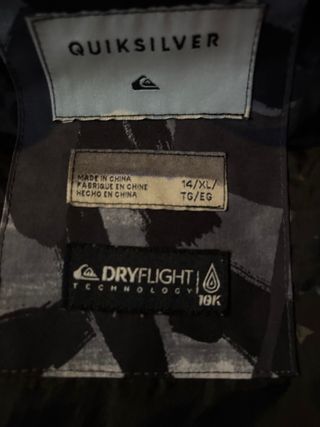 QUIKSILVER
MADE IN CHINA
FABRIQUE EN CHINE
HECHO EN CHINA
14/XL/
TG/EG
DRYFLIGHT
TECHNOLOGY
10K